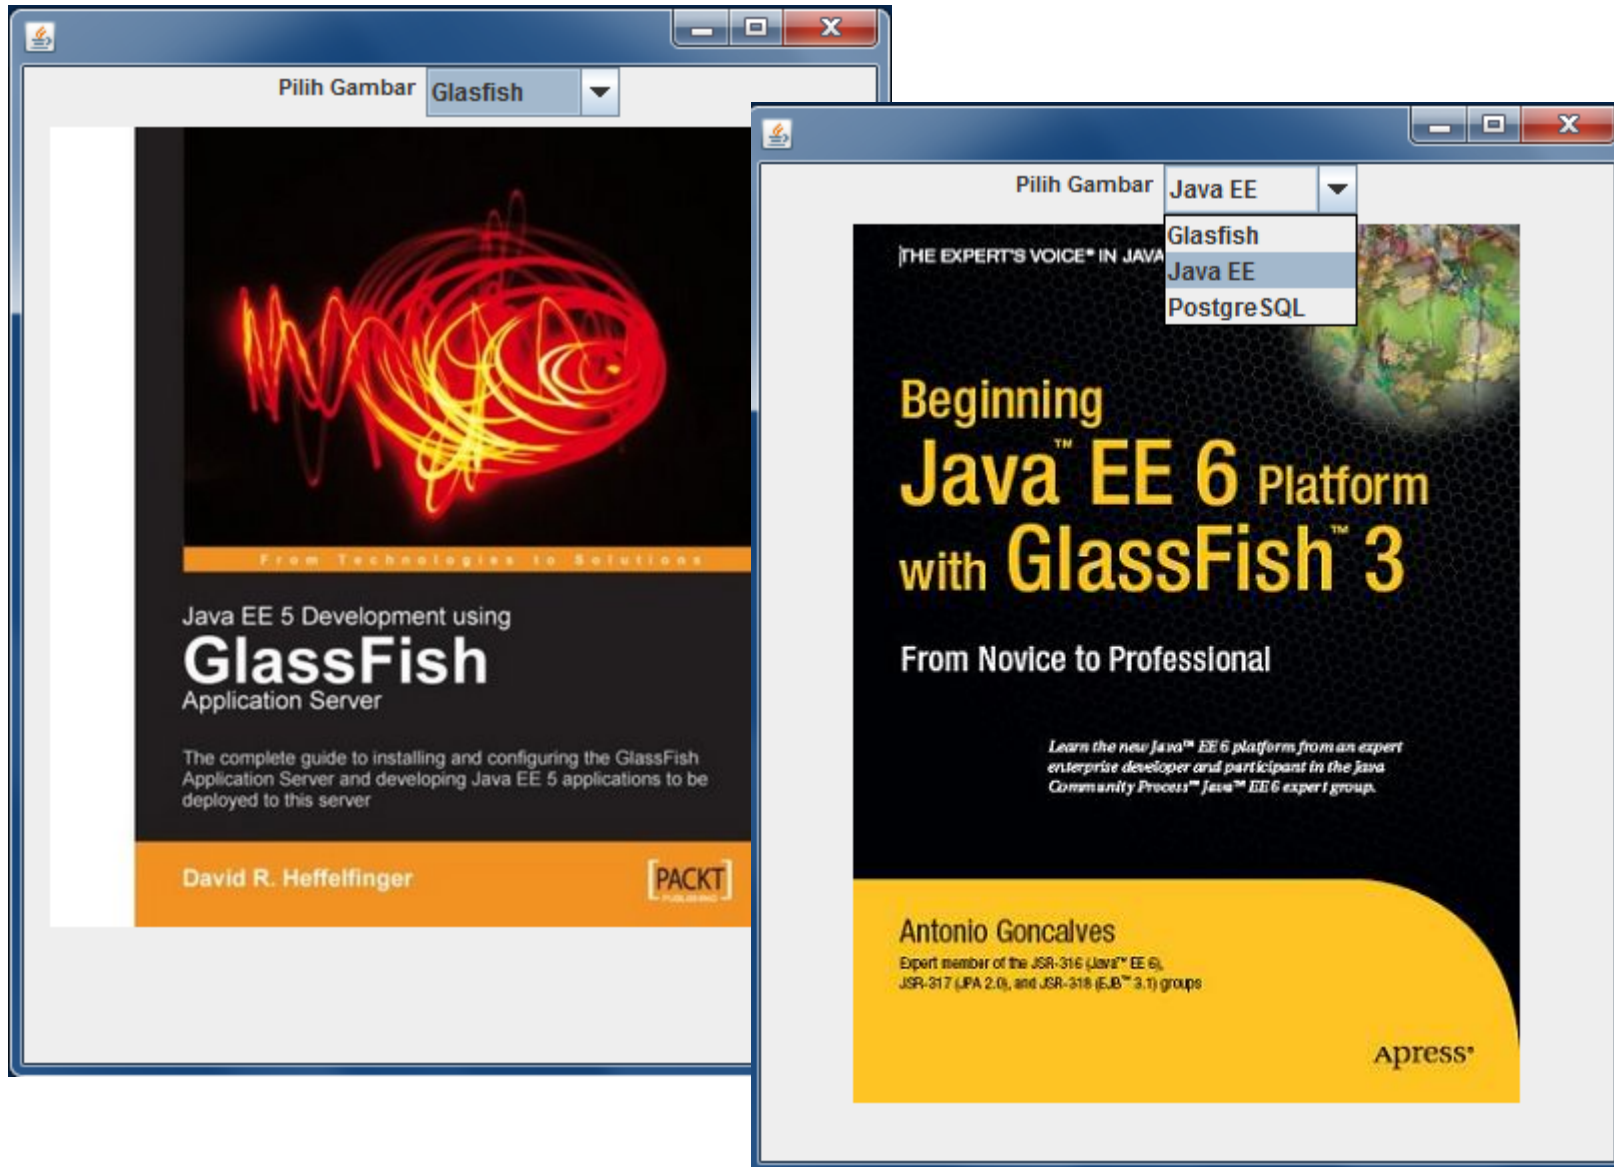 Pilih Gambar Glasfish
From Technologies to Solutions
Java EE 5 Development using
GlassFish
Application Server
The complete guide to installing and configuring the GlassFish
Application Server and developing Java EE 5 applications to be
deployed to this server
David R. Heffelfinger
PACKT
PUBLISHING
Pilih Gambar Java EE
Glasfish
Java EE
PostgreSQL
THE EXPERT'S VOICE® IN JAVA
Beginning
Java™ EE 6 Platform
with GlassFish™ 3
From Novice to Professional
Learn the new Java™ EE 6 platform from an expert
enterprise developer and participant in the Java
Community Process™ Java™ EE 6 expert group.
Antonio Goncalves
Expert member of the JSR-316 (Java™ EE 6),
JSR-317 (JPA 2.0), and JSR-318 (EJB™ 3.1) groups
Apress®